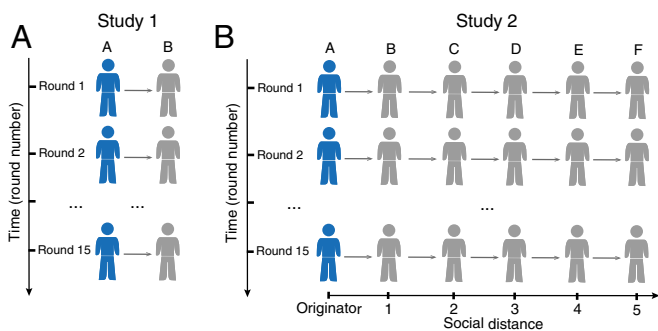 Study 1
A
A B
Time (round number)
Round 1
Round 2
... ...
Round 15
Study 2
B
A B C D E F
Time (round number)
Round 1
Round 2
... ...
Round 15
Originator 1 2 3 4 5
Social distance